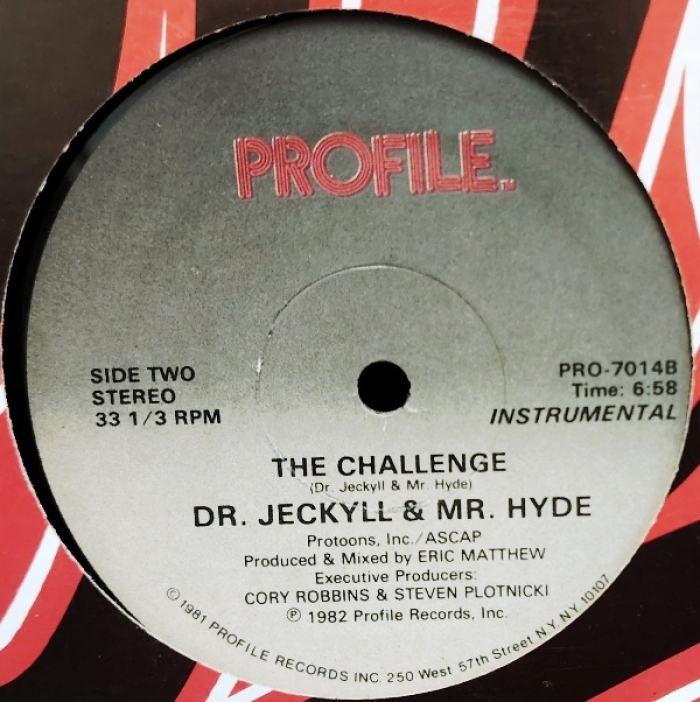 PROFILE™
SIDE TWO
STEREO
33 1/3 RPM
PRO-7014B
Time: 6:58
INSTRUMENTAL
THE CHALLENGE
(Dr. Jeckyll & Mr. Hyde)
DR. JECKYLL & MR. HYDE
Protoons, Inc./ASCAP
Produced & Mixed by ERIC MATTHEW
Executive Producers:
CORY ROBBINS & STEVEN PLOTNICKI
℗ 1982 Profile Records, Inc.
© 1981 PROFILE RECORDS INC. 250 West 57th Street N.Y. N.Y. 10107